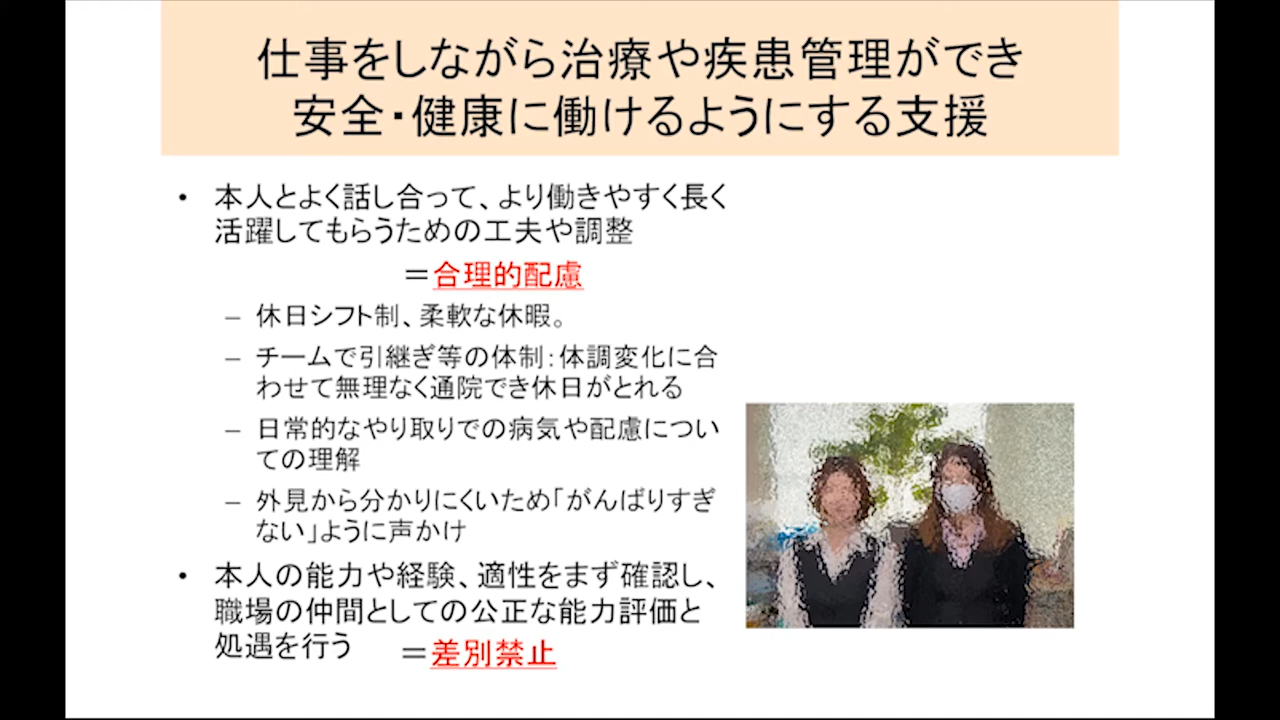 仕事をしながら治療や疾患管理ができ
安全・健康に働けるようにする支援
• 本人とよく話し合って、より働きやすく長く
活躍してもらうための工夫や調整
＝合理的配慮
– 休日シフト制、柔軟な休暇。
– チームで引継ぎ等の体制：体調変化に合
わせて無理なく通院でき休日がとれる
– 日常的なやり取りでの病気や配慮につい
ての理解
– 外見から分かりにくいため「がんばりすぎ
ない」ように声かけ
• 本人の能力や経験、適性をまず確認し、
職場の仲間としての公正な能力評価と
処遇を行う ＝差別禁止